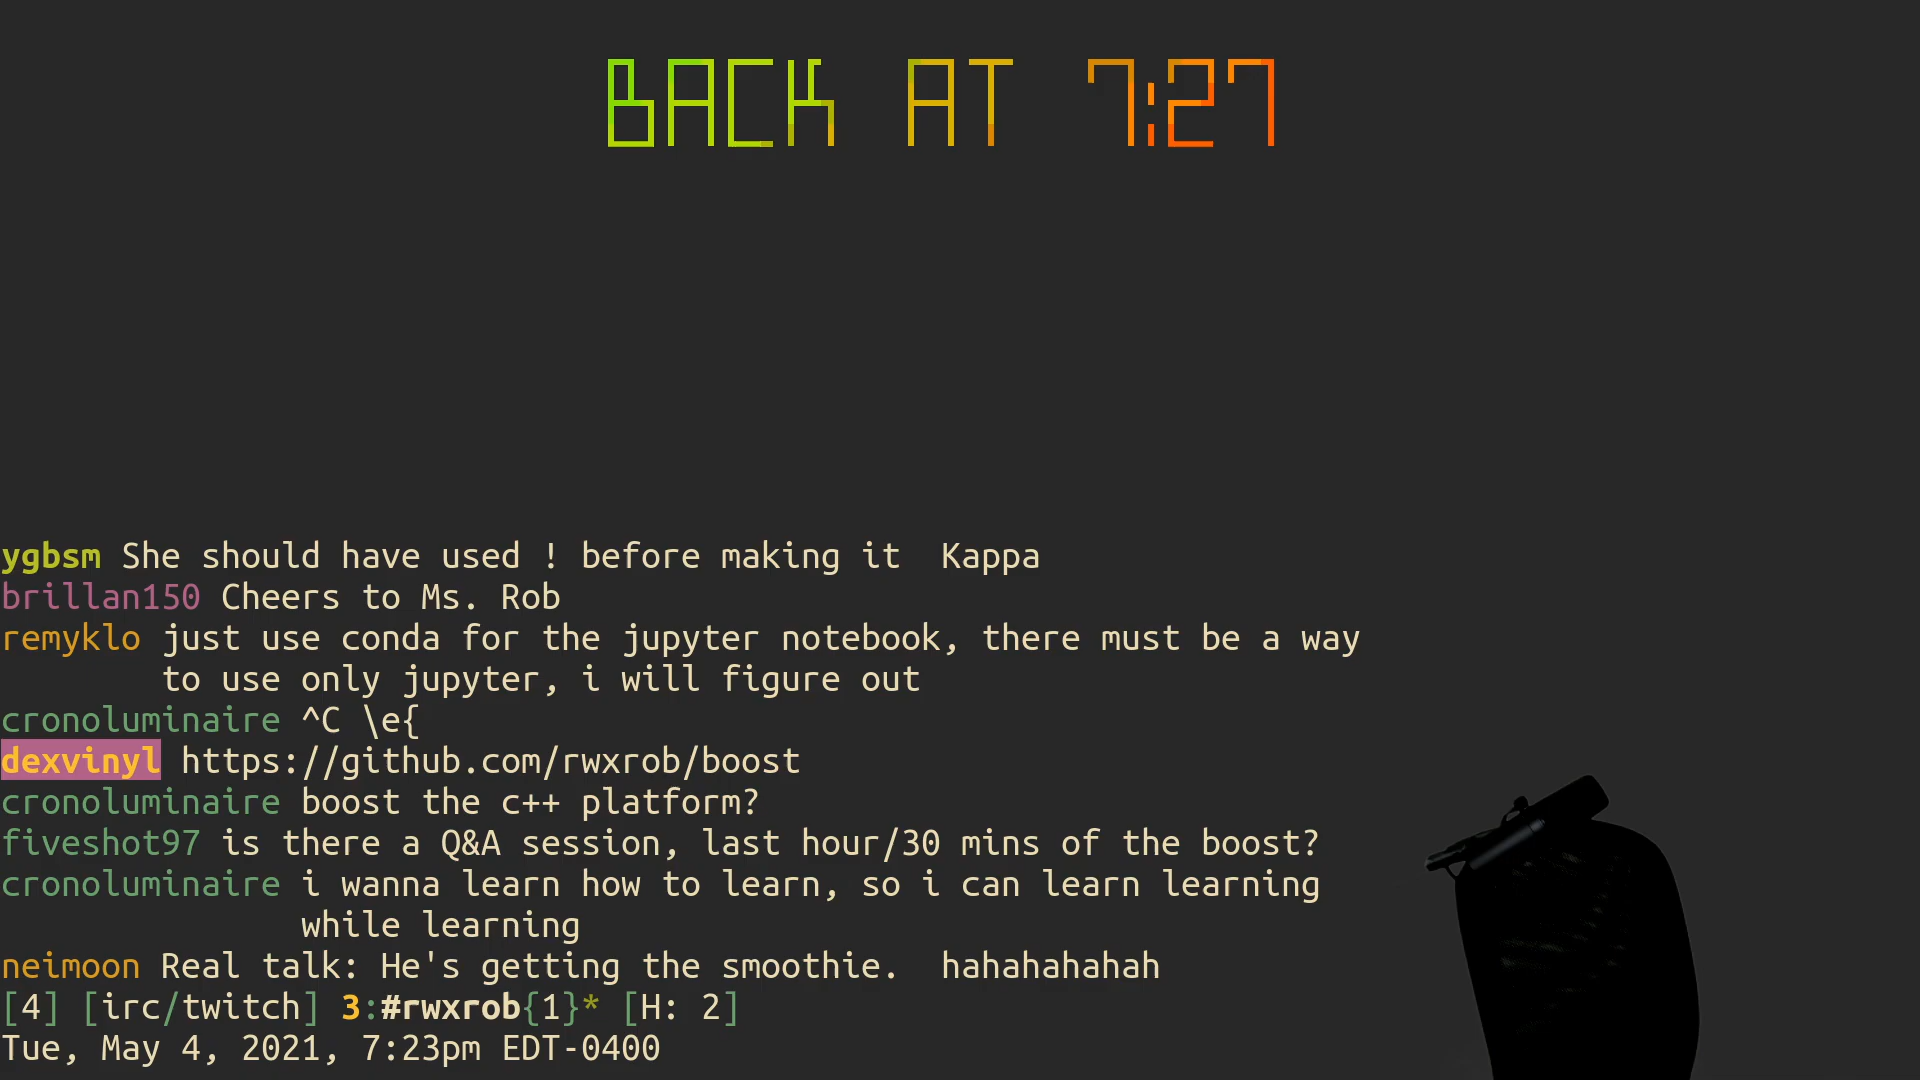 BACK AT 7:27
ygbsm She should have used ! before making it  Kappa
brillan150 Cheers to Ms. Rob
remyklo just use conda for the jupyter notebook, there must be a way
to use only jupyter, i will figure out
cronoluminaire ^C \e{
dexvinyl https://github.com/rwxrob/boost
cronoluminaire boost the c++ platform?
fiveshot97 is there a Q&A session, last hour/30 mins of the boost?
cronoluminaire i wanna learn how to learn, so i can learn learning
while learning
neimoon Real talk: He's getting the smoothie.  hahahahahah
[4] [irc/twitch] 3:#rwxrob{1}* [H: 2]
Tue, May 4, 2021, 7:23pm EDT-0400